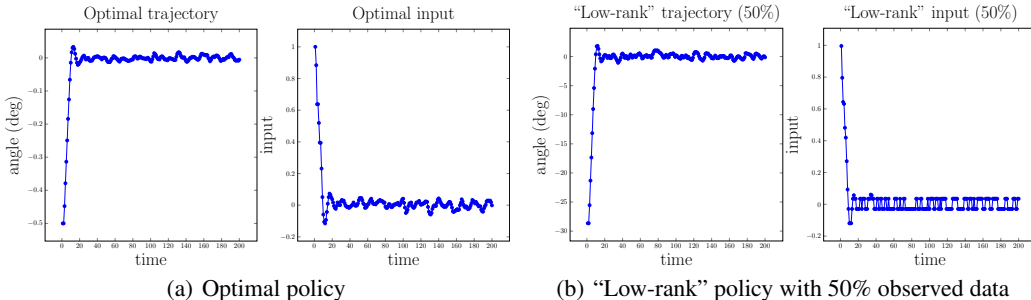 Optimal trajectory
Optimal input
“Low-rank” trajectory (50%)
“Low-rank” input (50%)
angle (deg)
0.0
−0.1
−0.2
−0.3
−0.4
−0.5
0 20 40 60 80 100 120 140 160 180 200
time
input
1
0.8
0.6
0.4
0.2
0
−0.2
0 20 40 60 80 100 120 140 160 180 200
time
angle (deg)
0
−5
−10
−15
−20
−25
−30
0 20 40 60 80 100 120 140 160 180 200
time
input
1
0.8
0.6
0.4
0.2
0
−0.2
0 20 40 60 80 100 120 140 160 180 200
time
(a) Optimal policy
(b) “Low-rank” policy with 50% observed data